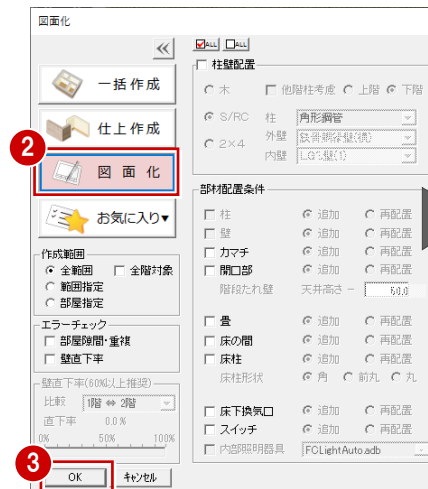 図面化
ALL ALL
一括作成
仕上作成
2
図面化
お気に入り▼
作成範囲
全範囲 全階対象
範囲指定
部屋指定
エラーチェック
部屋隙間・重複
壁直下率
壁直下率(60%以上推奨)
比較 1階 ⇔ 2階
直下率 0.0 %
0% 50% 100%
3
OK キャンセル
柱壁配置
木 他階柱考慮 上階 下階
S/RC 柱 角形鋼管
2×4 外壁
内壁 LGS壁(1)
部材配置条件
柱 追加 再配置
壁 追加 再配置
カマチ 追加 再配置
開口部 追加 再配置
階段たれ壁 天井高さ - 60.0
畳 追加 再配置
床の間 追加 再配置
床柱 追加 再配置
床柱形状 角 前丸 丸
床下換気口 追加 再配置
スイッチ 追加 再配置
内部照明器具 FCLightAuto.adb